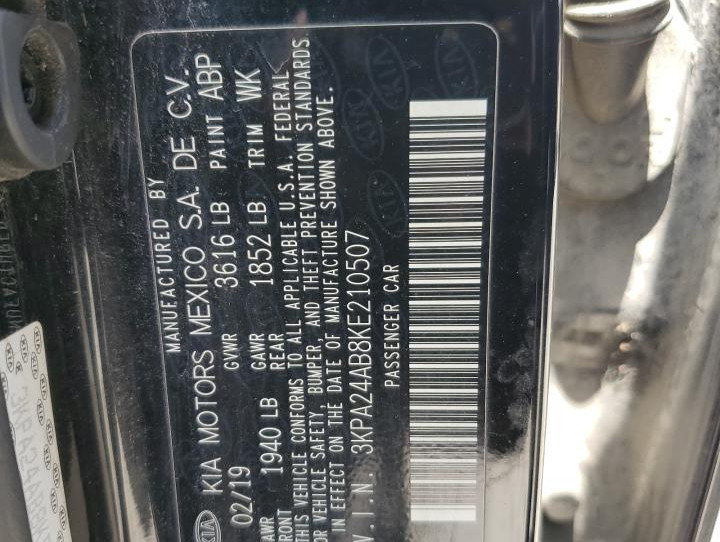 MANUFACTURED BY
KIA KIA MOTORS MEXICO S.A. DE C.V.
02/19 GVWR 3616 LB PAINT ABP
GAWR FRONT 1940 LB GAWR REAR 1852 LB TRIM WK
THIS VEHICLE CONFORMS TO ALL APPLICABLE U.S.A. FEDERAL
MOTOR VEHICLE SAFETY, BUMPER, AND THEFT PREVENTION STANDARDS
IN EFFECT ON THE DATE OF MANUFACTURE SHOWN ABOVE.
V.I.N. 3KPA24AB8KE210507
PASSENGER CAR